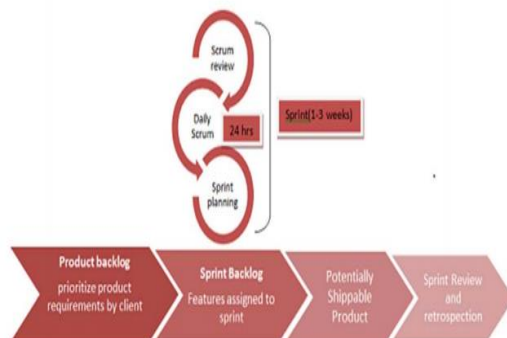 Scrum
review
Daily
Scrum
24 hrs
Sprint(1-3 weeks)
Sprint
planning
Product backlog
prioritize product
requirements by client
Sprint Backlog
Features assigned to
sprint
Potentially
Shippable
Product
Sprint Review
and
retrospection